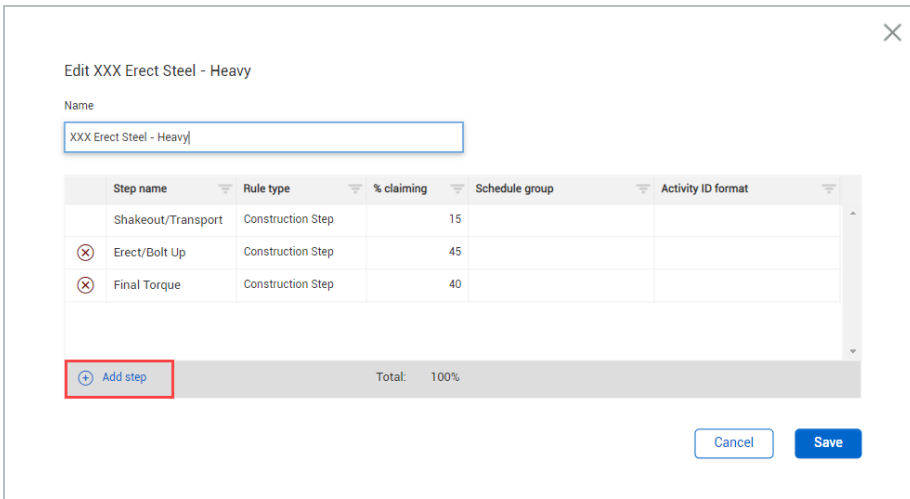 Edit XXX Erect Steel - Heavy
Name
XXX Erect Steel - Heavy
Step name Rule type % claiming Schedule group Activity ID format
Shakeout/Transport Construction Step 15
Erect/Bolt Up Construction Step 45
Final Torque Construction Step 40
Add step Total: 100%
Cancel Save